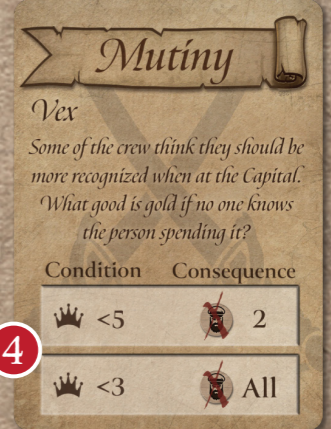 Mutiny
Vex
Some of the crew think they should be
more recognized when at the Capital.
What good is gold if no one knows
the person spending it?
Condition Consequence
<5 2
4
<3 All